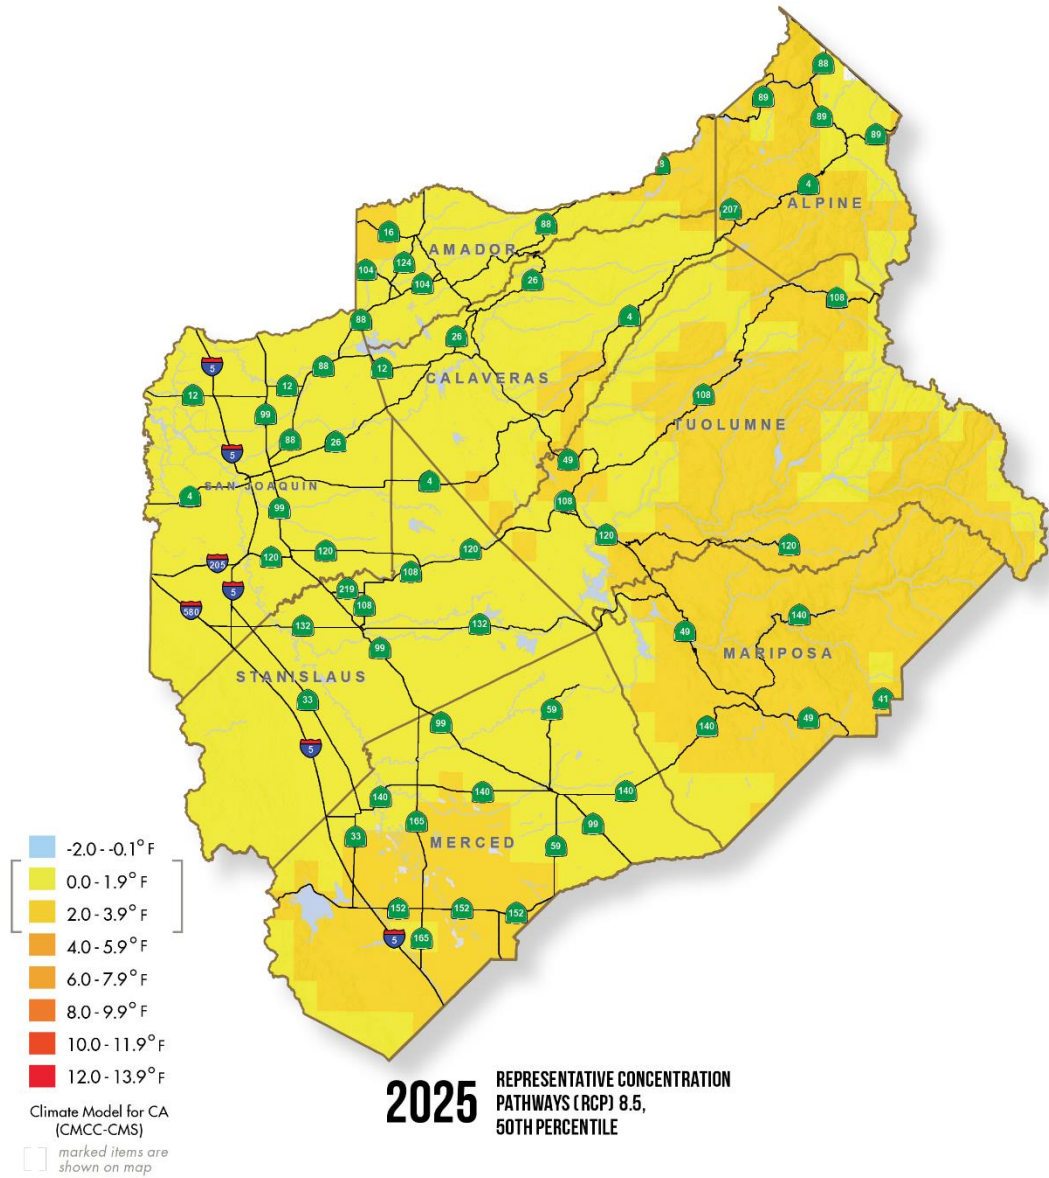 88
89
89
89
8
4
207
ALPINE
16
88
AMADOR
124
104
104
26
108
88
4
26
5
88
12
CALAVERAS
12
12
108
99
TUOLUMNE
88
26
5
49
4
SAN JOAQUIN
4
108
99
120
120
120
120
120
205
108
5
219
580
108
140
132
132
49
99
MARIPOSA
STANISLAUS
33
41
59
49
99
140
5
140
140
140
165
99
33
MERCED
59
152
152
152
5
165
-2.0 - -0.1° F
0.0 - 1.9° F
2.0 - 3.9° F
4.0 - 5.9° F
6.0 - 7.9° F
8.0 - 9.9° F
10.0 - 11.9° F
12.0 - 13.9° F
Climate Model for CA
(CMCC-CMS)
marked items are
shown on map
2025
REPRESENTATIVE CONCENTRATION
PATHWAYS (RCP) 8.5,
50TH PERCENTILE